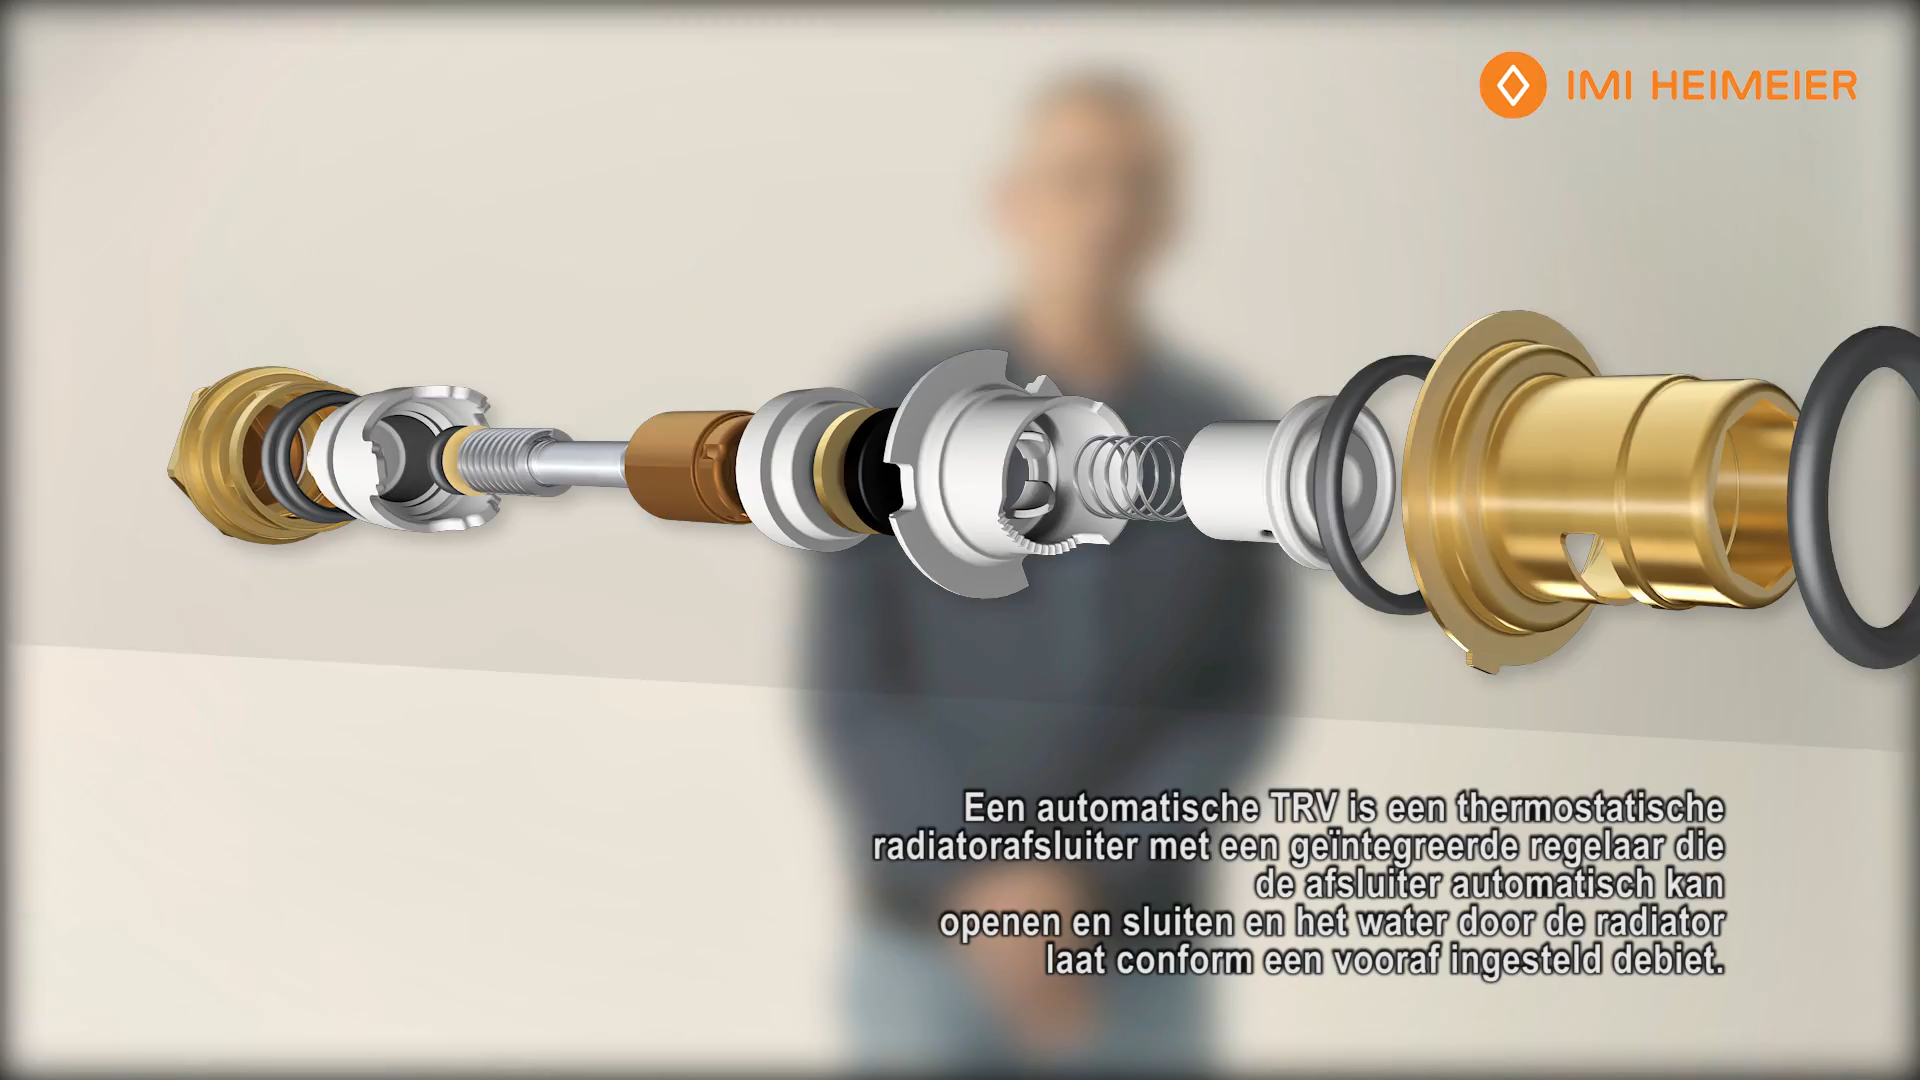 IMI HEIMEIER
Een automatische TRV is een thermostatische
radiatorafsluiter met een geïntegreerde regelaar die
de afsluiter automatisch kan
openen en sluiten en het water door de radiator
laat conform een vooraf ingesteld debiet.